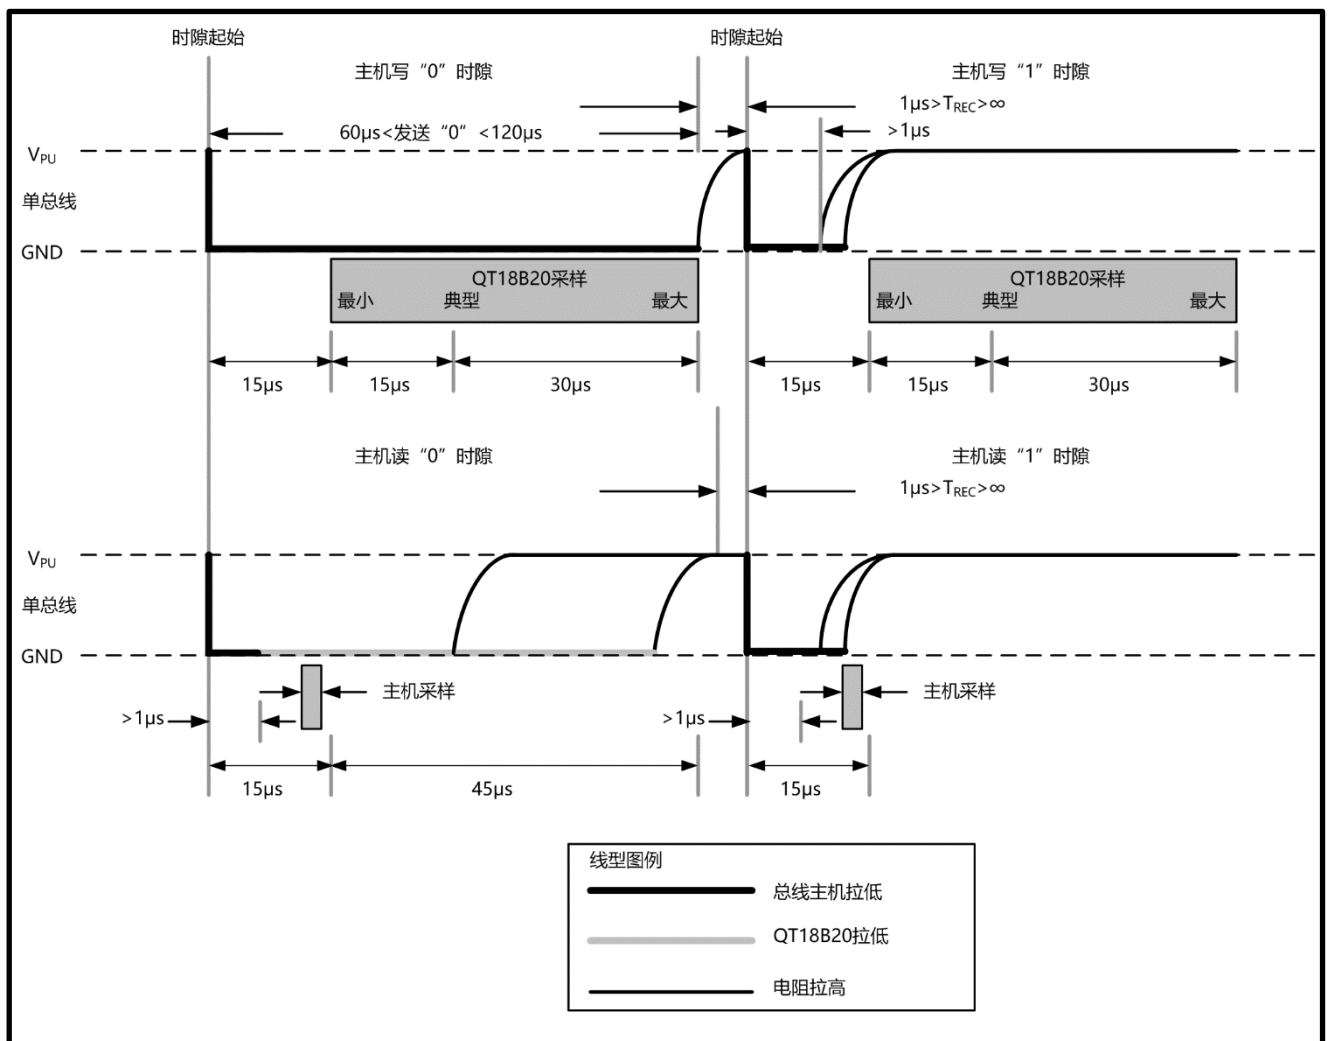 时隙起始 时隙起始
主机写“0”时隙 主机写“1”时隙
1μs>TREC>∞
60μs<发送“0”<120μs >1μs
VPU
单总线
GND
QT18B20采样 QT18B20采样
最小 典型 最大 最小 典型 最大
15μs 15μs 30μs 15μs 15μs 30μs
主机读“0”时隙 主机读“1”时隙
1μs>TREC>∞
VPU
单总线
GND
主机采样 主机采样
>1μs >1μs
15μs 45μs 15μs
线型图例
总线主机拉低
QT18B20拉低
电阻拉高